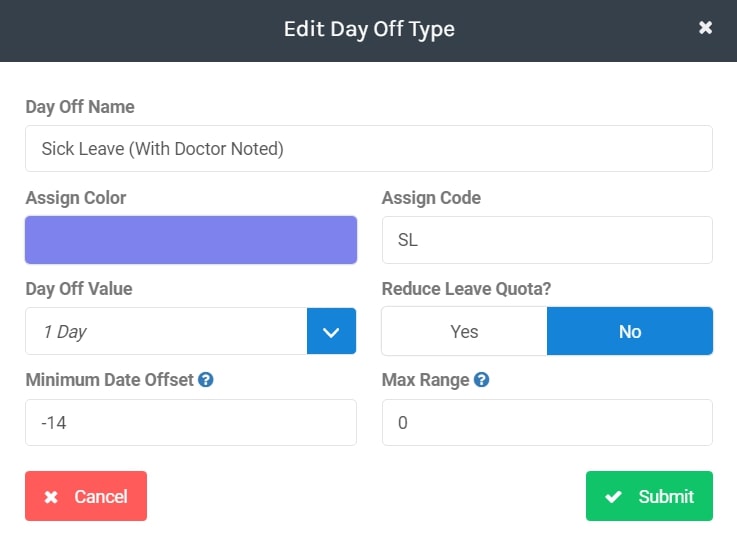 Edit Day Off Type
Day Off Name
Sick Leave (With Doctor Noted)
Assign Color
Assign Code
SL
Day Off Value
Reduce Leave Quota?
1 Day
Yes
No
Minimum Date Offset ?
Max Range ?
-14
0
Cancel
Submit